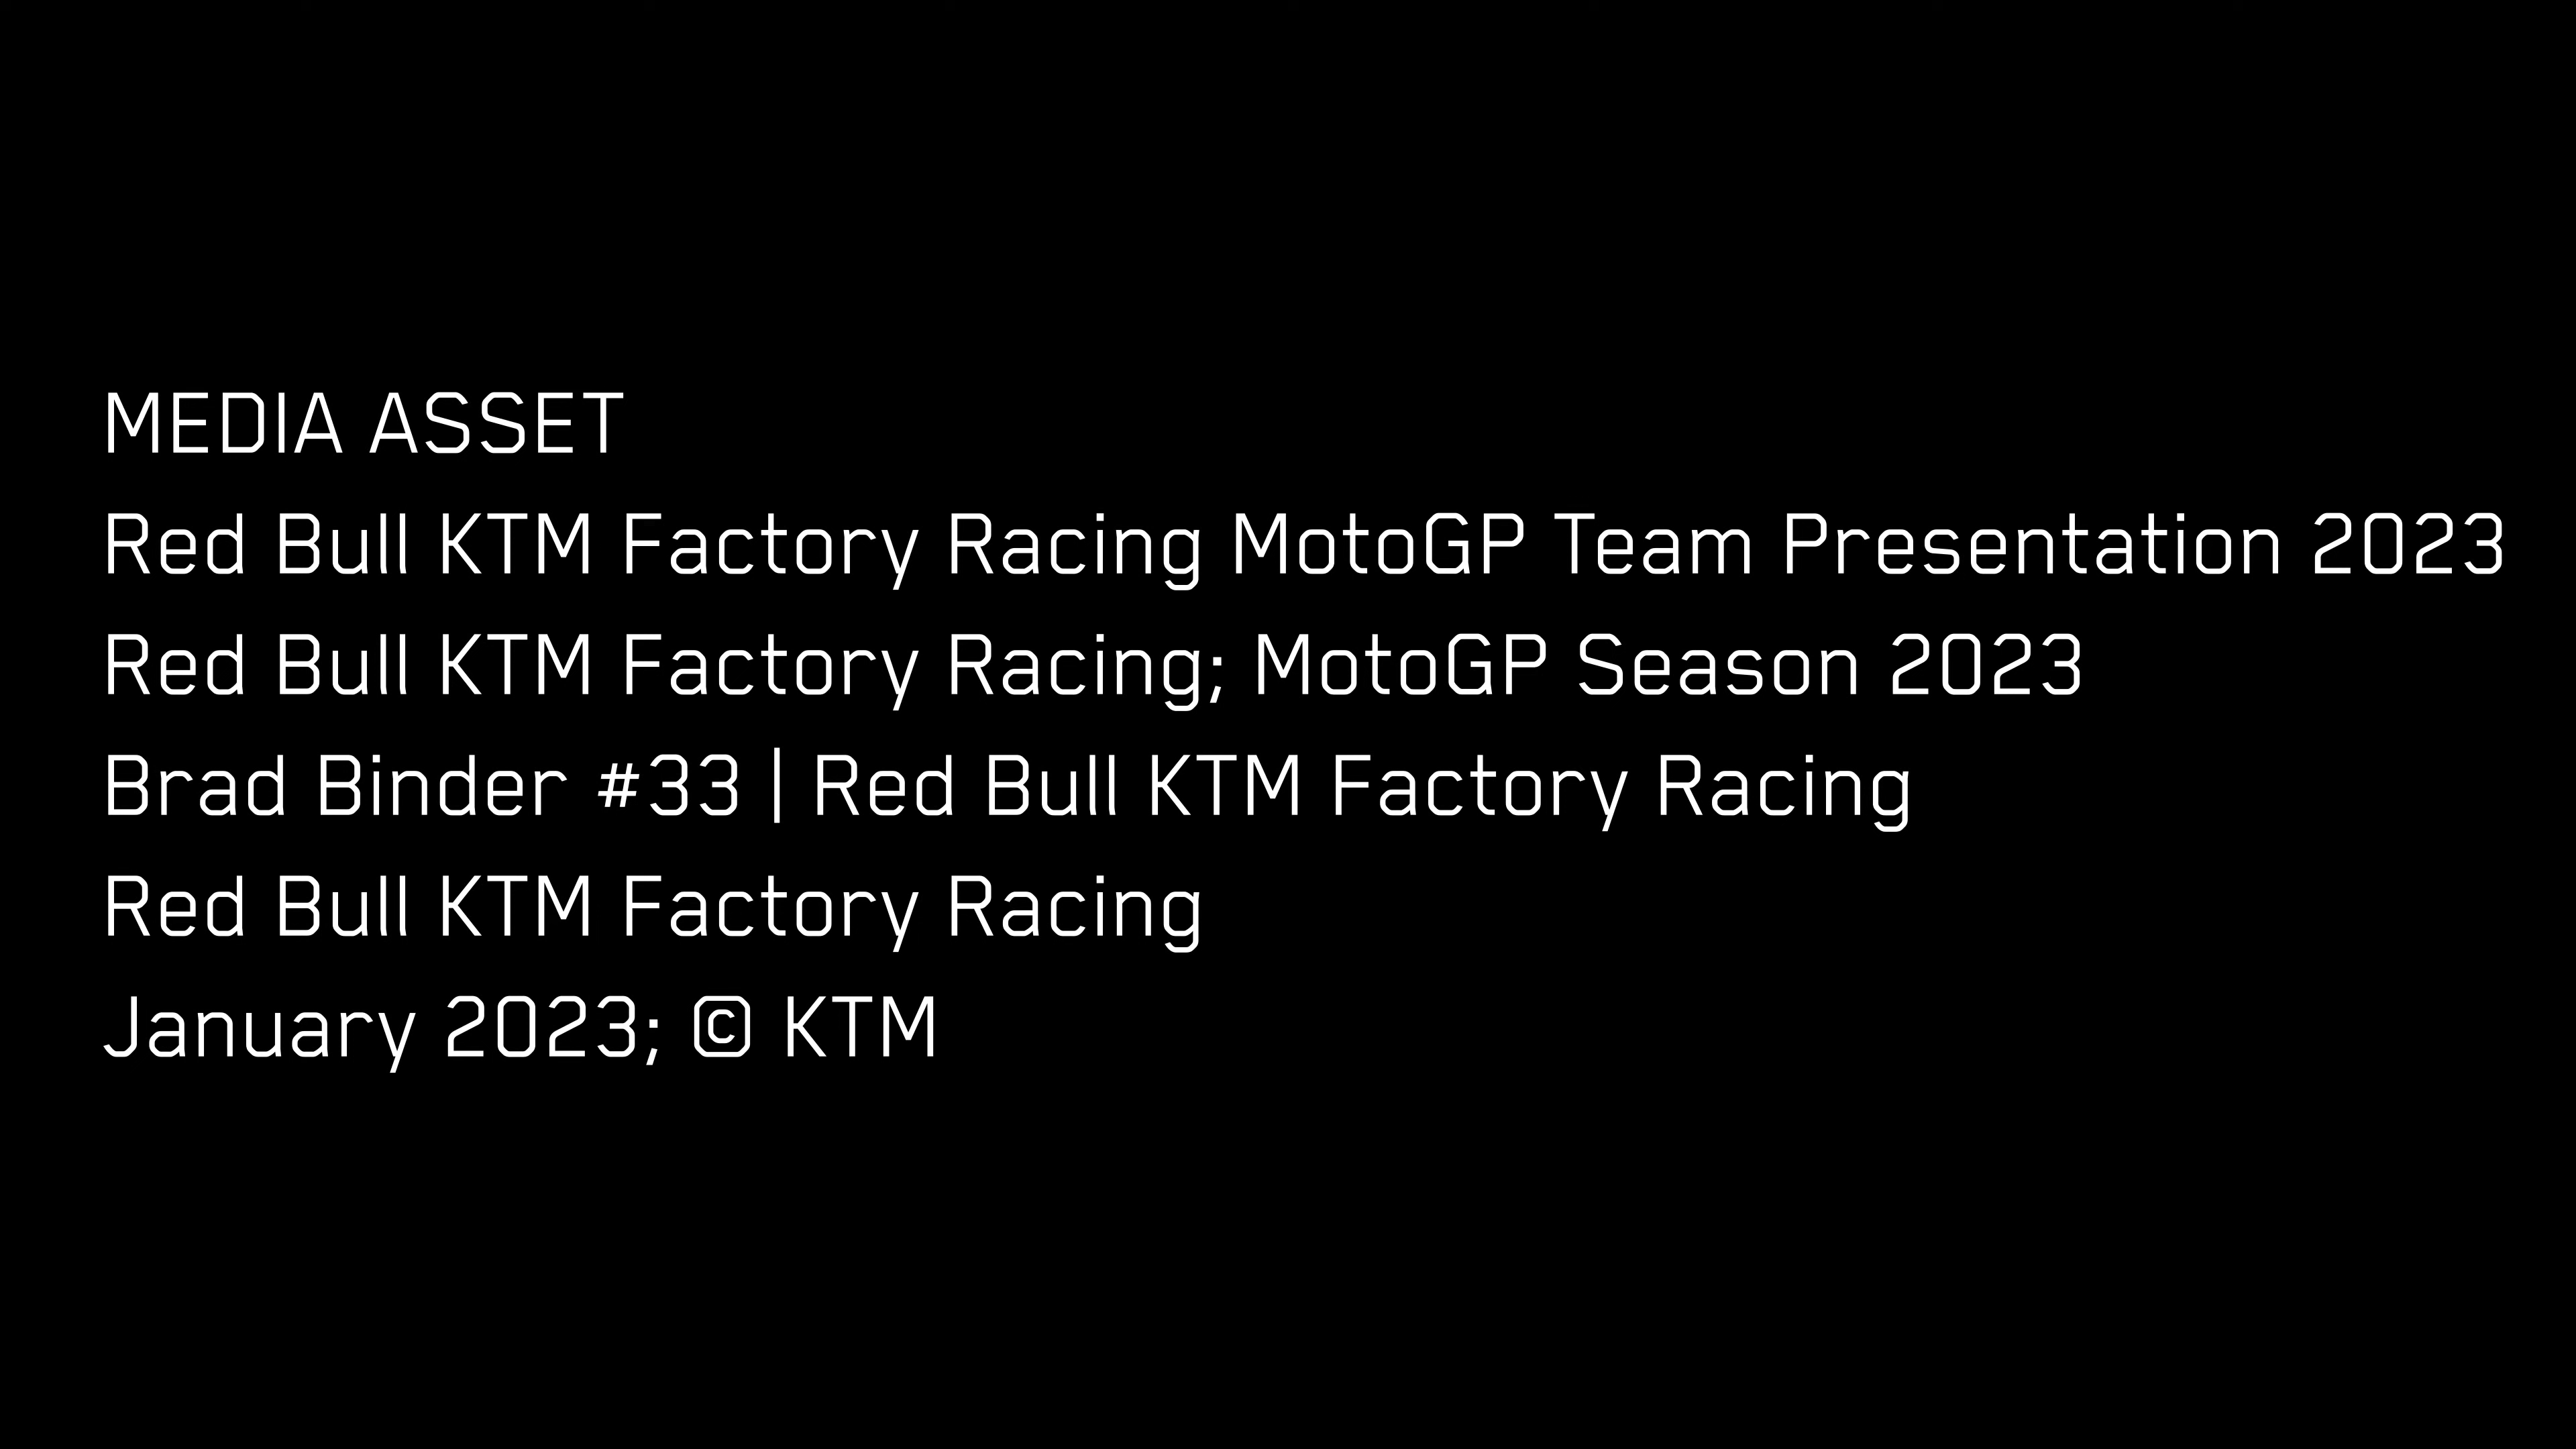 MEDIA ASSET
Red Bull KTM Factory Racing MotoGP Team Presentation 2023
Red Bull KTM Factory Racing; MotoGP Season 2023
Brad Binder #33 | Red Bull KTM Factory Racing
Red Bull KTM Factory Racing
January 2023; © KTM